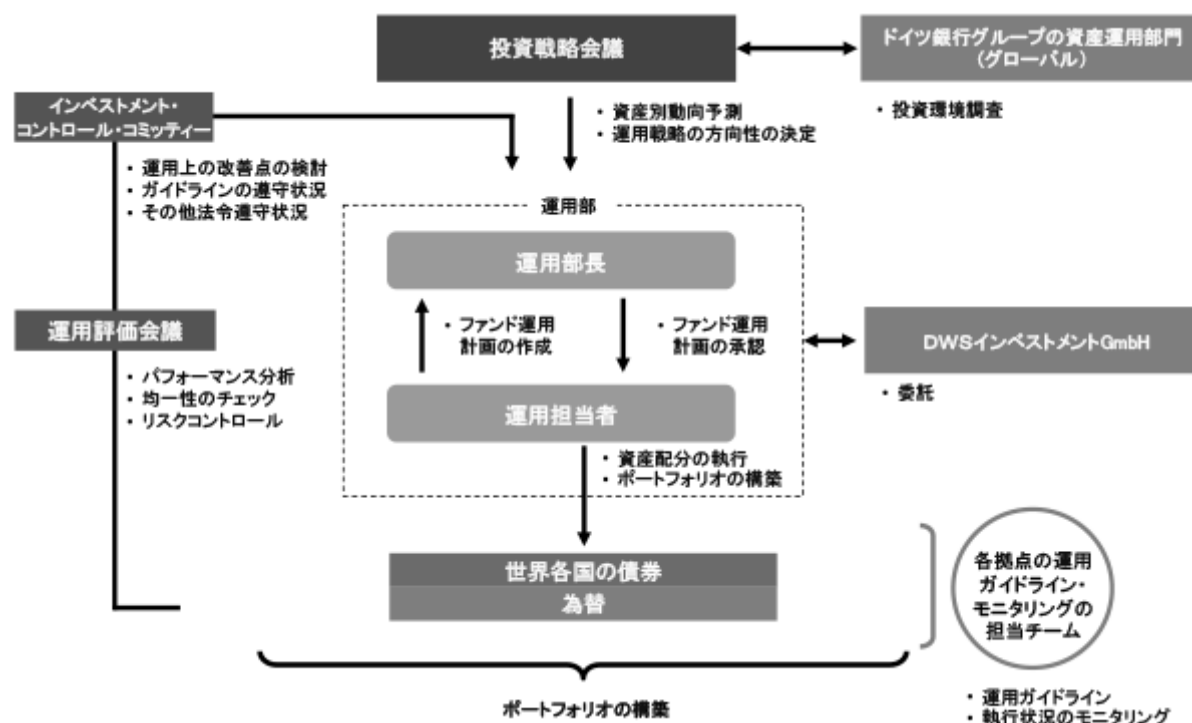 投資戦略会議
ドイツ銀行グループの資産運用部門
(グローバル)
・投資環境調査
インベストメント・
コントロール・コミッティー
・資産別動向予測
・運用戦略の方向性の決定
・運用上の改善点の検討
・ガイドラインの遵守状況
・その他法令遵守状況
運用部
運用部長
運用評価会議
・ファンド運用
計画の作成
・ファンド運用
計画の承認
DWSインベストメントGmbH
・委託
・パフォーマンス分析
・均一性のチェック
・リスクコントロール
運用担当者
・資産配分の執行
・ポートフォリオの構築
世界各国の債券
為替
各拠点の運用
ガイドライン・
モニタリングの
担当チーム
・運用ガイドライン
・執行状況のモニタリング
ポートフォリオの構築